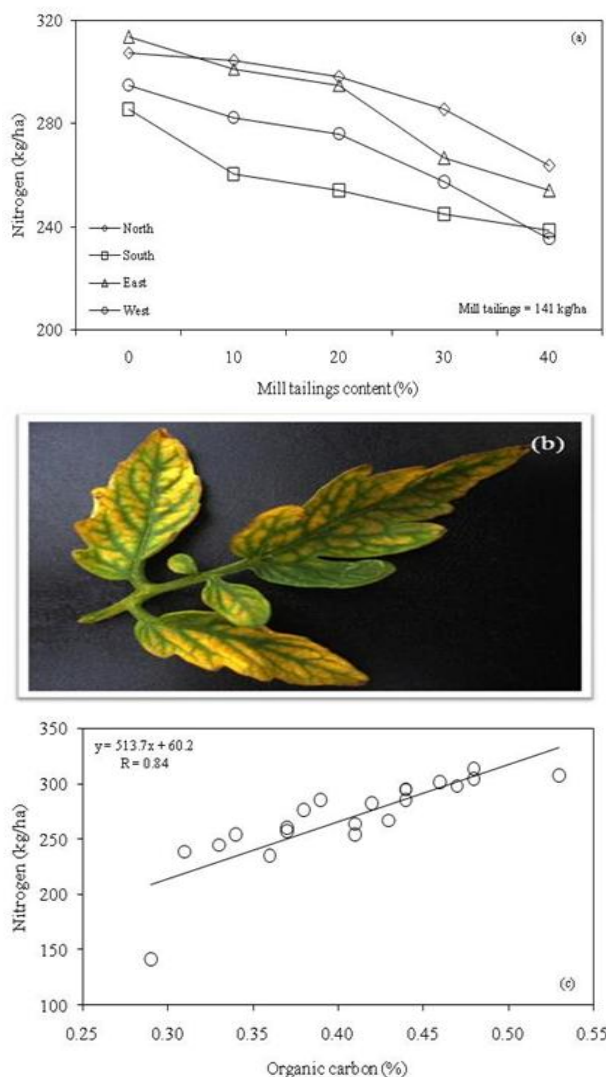 320
(a)
280
Nitrogen (kg/ha)
240
North
South
East
West
Mill tailings = 141 kg/ha
200
0 10 20 30 40
Mill tailings content (%)
(b)
350
y = 513.7x + 60.2
R = 0.84
300
250
Nitrogen (kg/ha)
200
150
100
(c)
0.25 0.30 0.35 0.40 0.45 0.50 0.55
Organic carbon (%)